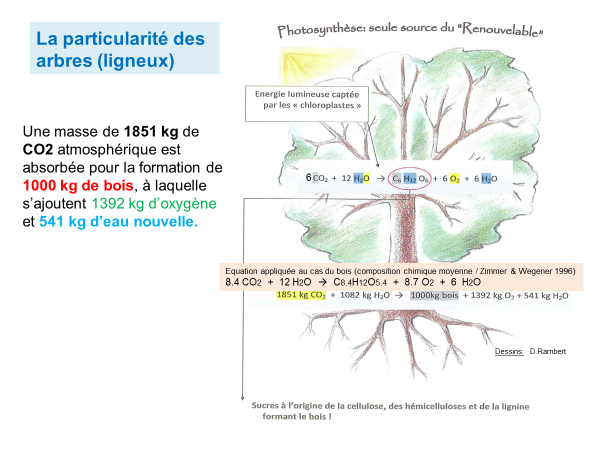 Photosynthèse: seule source du "Renouvelable"
La particularité des
arbres (ligneux)
Energie lumineuse captée
par les « chloroplastes »
Une masse de 1851 kg de
CO2 atmosphérique est
absorbée pour la formation de
1000 kg de bois, à laquelle
s'ajoutent 1392 kg d'oxygène
et 541 kg d'eau nouvelle.
6 CO₂ + 12 H₂O → C₆ H₁₂ O₆ + 6 O₂ + 6 H₂O
Equation appliquée au cas du bois (composition chimique moyenne / Zimmer & Wegener 1996)
8.4 CO2 + 12 H2O → C8.4H12O5.4 + 8.7 O2 + 6 H2O
1851 kg CO₂ + 1082 kg H₂O → 1000kg bois + 1392 kg O₂ + 541 kg H₂O
Dessins: D.Rambert
Sucres à l'origine de la cellulose, des hémicelluloses et de la lignine
formant le bois !